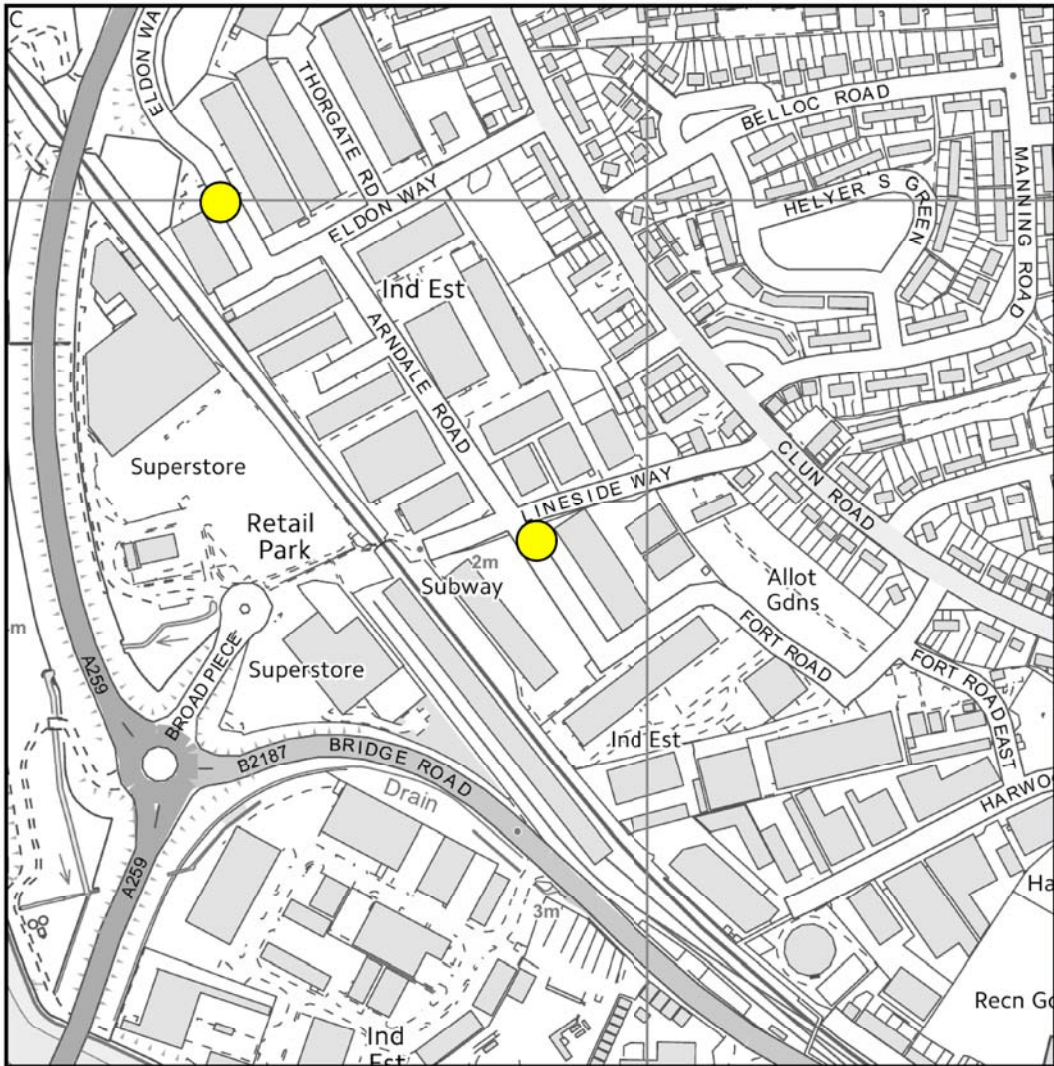 C
ELDON WA
THORGATE RD
BELLOC ROAD
MANNING ROAD
HELYER'S GREEN
ELDON WAY
Ind Est
ARNDALE ROAD
Superstore
LINESIDE WAY
CLUN ROAD
Retail
Park
2m
Subway
Allot
Gdns
m
FORT ROAD
A259
BROAD PIECE
Superstore
FORT ROAD EAST
Ind Est
B2187
BRIDGE ROAD
Drain
HARWO
A259
Ha
3m
Recn Gd
Ind
Est